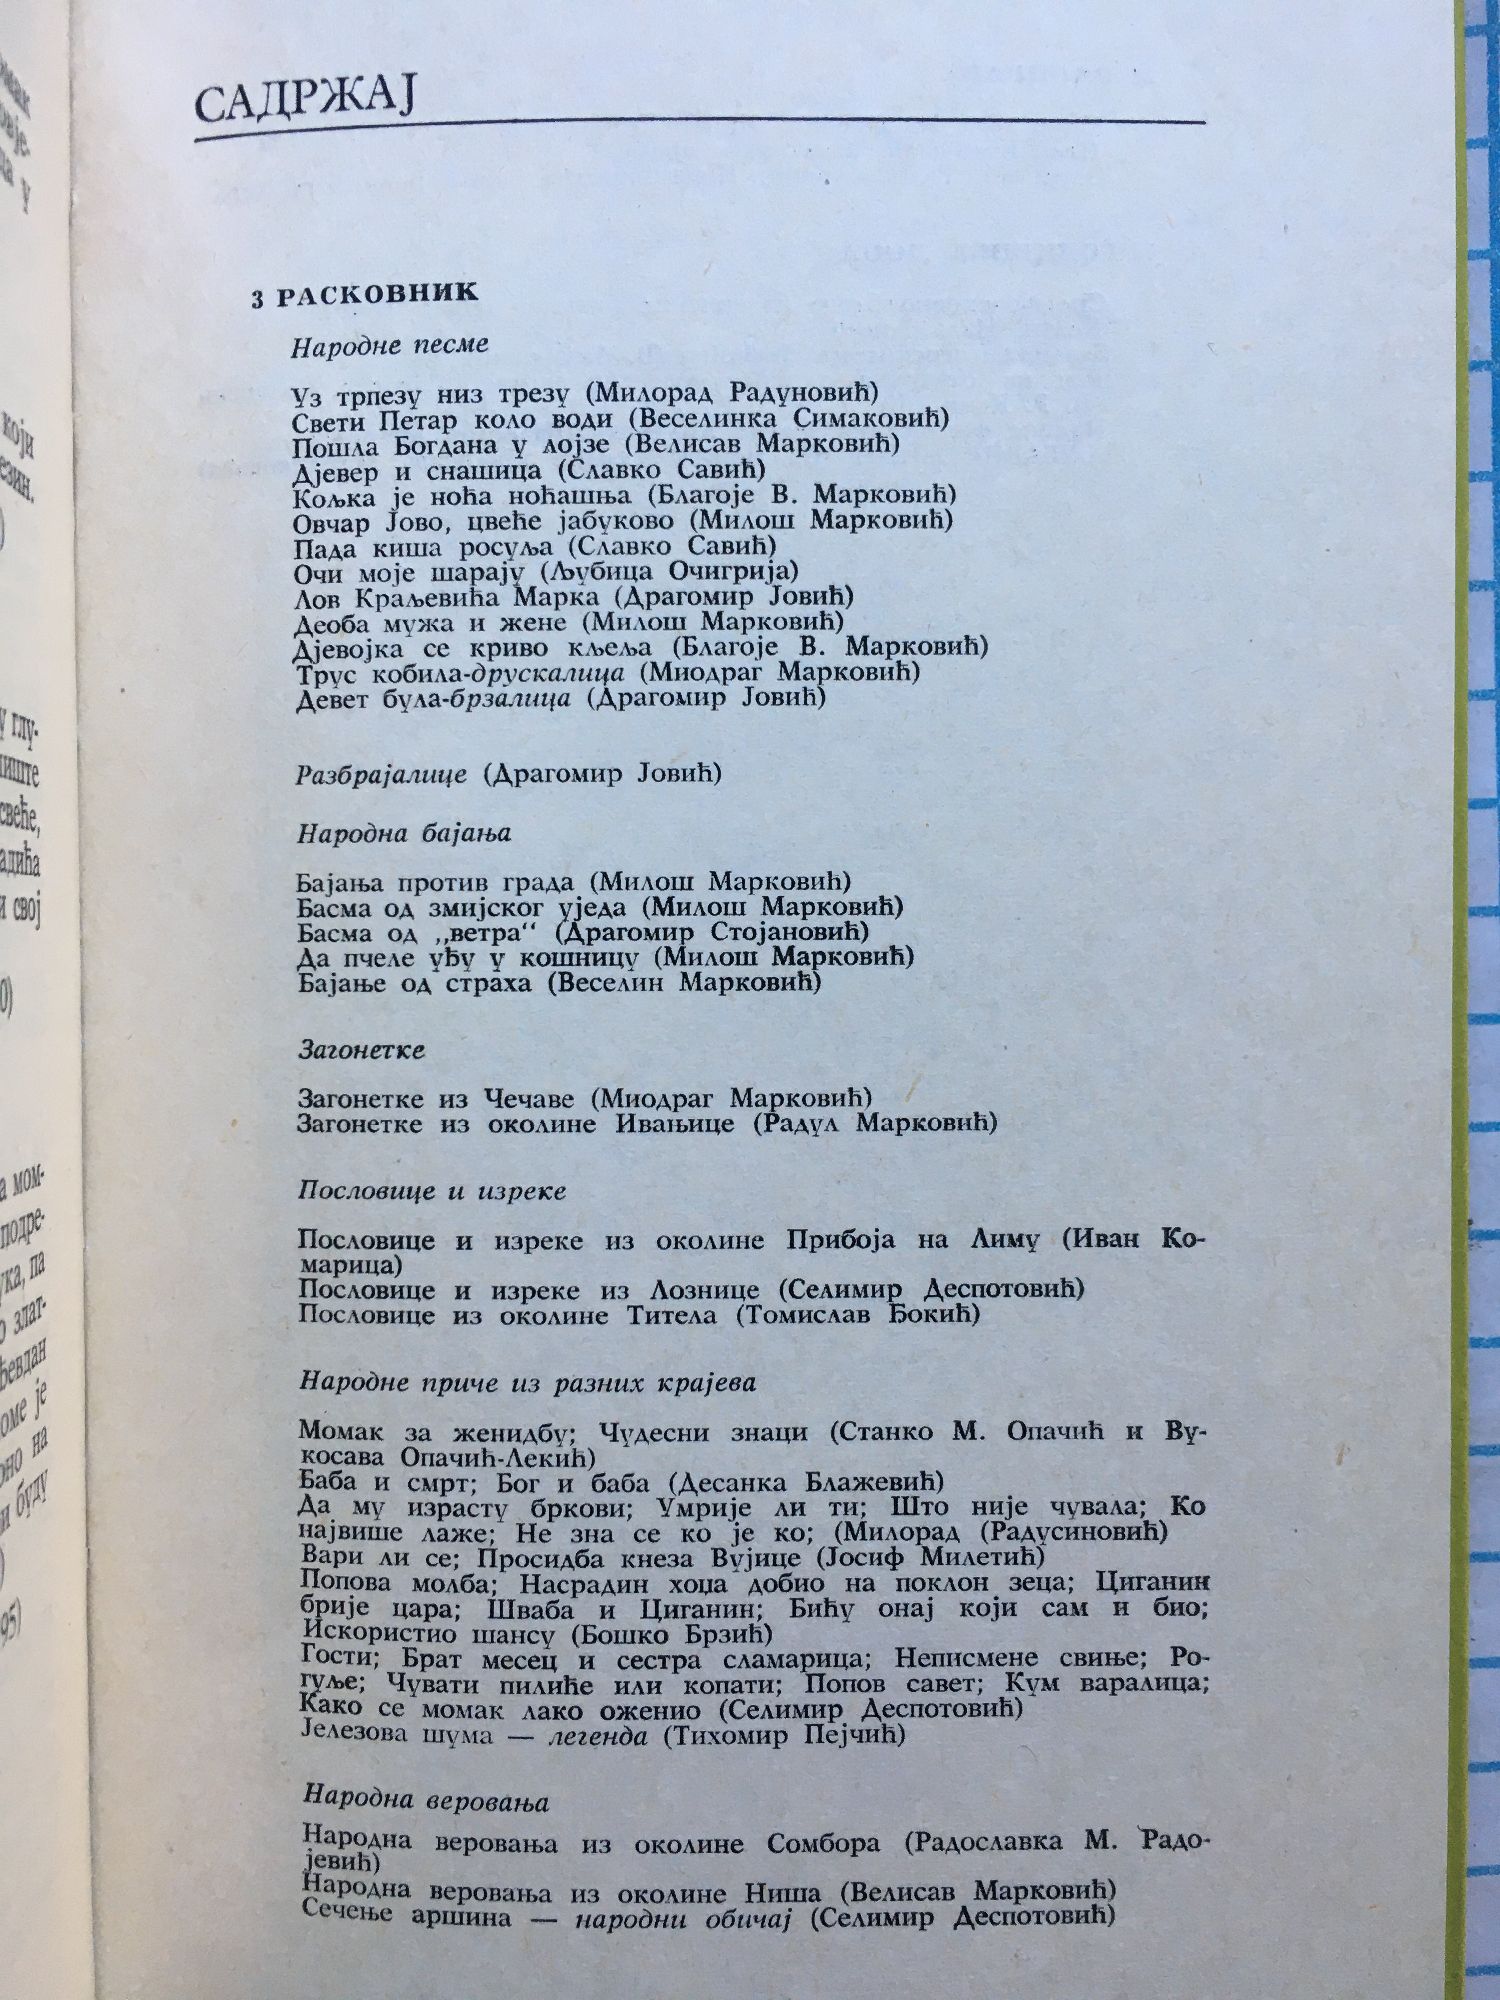 САДРЖАЈ
3 РАСКОВНИК
Народне песме
Уз трпезу низ трезу (Милорад Радуновић)
Свети Петар коло води (Веселинка Симаковић)
Пошла Богдана у лојзе (Велисав Марковић)
Дјевер и снашица (Славко Савић)
Кољка је ноћа ноћашња (Благоје В. Марковић)
Овчар Јово, цвеће јабуково (Милош Марковић)
Пада киша росуља (Славко Савић)
Очи моје шарају (Љубица Очигрија)
Лов Краљевића Марка (Драгомир Јовић)
Деоба мужа и жене (Милош Марковић)
Дјевојка се криво кљеља (Благоје В. Марковић)
Трус кобила-друскалица (Миодраг Марковић)
Девет була-брзалица (Драгомир Јовић)
Разбрајалице (Драгомир Јовић)
Народна бајања
Бајања против града (Милош Марковић)
Басма од змијског уједа (Милош Марковић)
Басма од „ветра“ (Драгомир Стојановић)
Да пчеле уђу у кошницу (Милош Марковић)
Бајање од страха (Веселин Марковић)
Загонетке
Загонетке из Чечаве (Миодраг Марковић)
Загонетке из околине Ивањице (Радул Марковић)
Пословице и изреке
Пословице и изреке из околине Прибоја на Лиму (Иван Ко-
марица)
Пословице и изреке из Лознице (Селимир Деспотовић)
Пословице из околине Титела (Томислав Ђокић)
Народне приче из разних крајева
Момак за женидбу; Чудесни знаци (Станко М. Опачић и Ву-
косава Опачић-Лекић)
Баба и смрт; Бог и баба (Десанка Блажевић)
Да му израсту бркови; Умрије ли ти; Што није чувала; Ко
највише лаже; Не зна се ко је ко; (Милорад (Радусиновић)
Вари ли се; Просидба кнеза Вујице (Јосиф Милетић)
Попова молба; Насрадин хоџа добио на поклон зеца; Циганин
брије цара; Шваба и Циганин; Бићу онај који сам и био;
Искористио шансу (Бошко Брзић)
Гости; Брат месец и сестра сламарица; Неписмене свиње; Ро-
гуље; Чувати пилиће или копати; Попов савет; Кум варалица;
Како се момак лако оженио (Селимир Деспотовић)
Јелезова шума — легенда (Тихомир Пејчић)
Народна веровања
Народна веровања из околине Сомбора (Радославка М. Радо-
јевић)
Народна веровања из околине Ниша (Велисав Марковић)
Сечење аршина — народни обичај (Селимир Деспотовић)